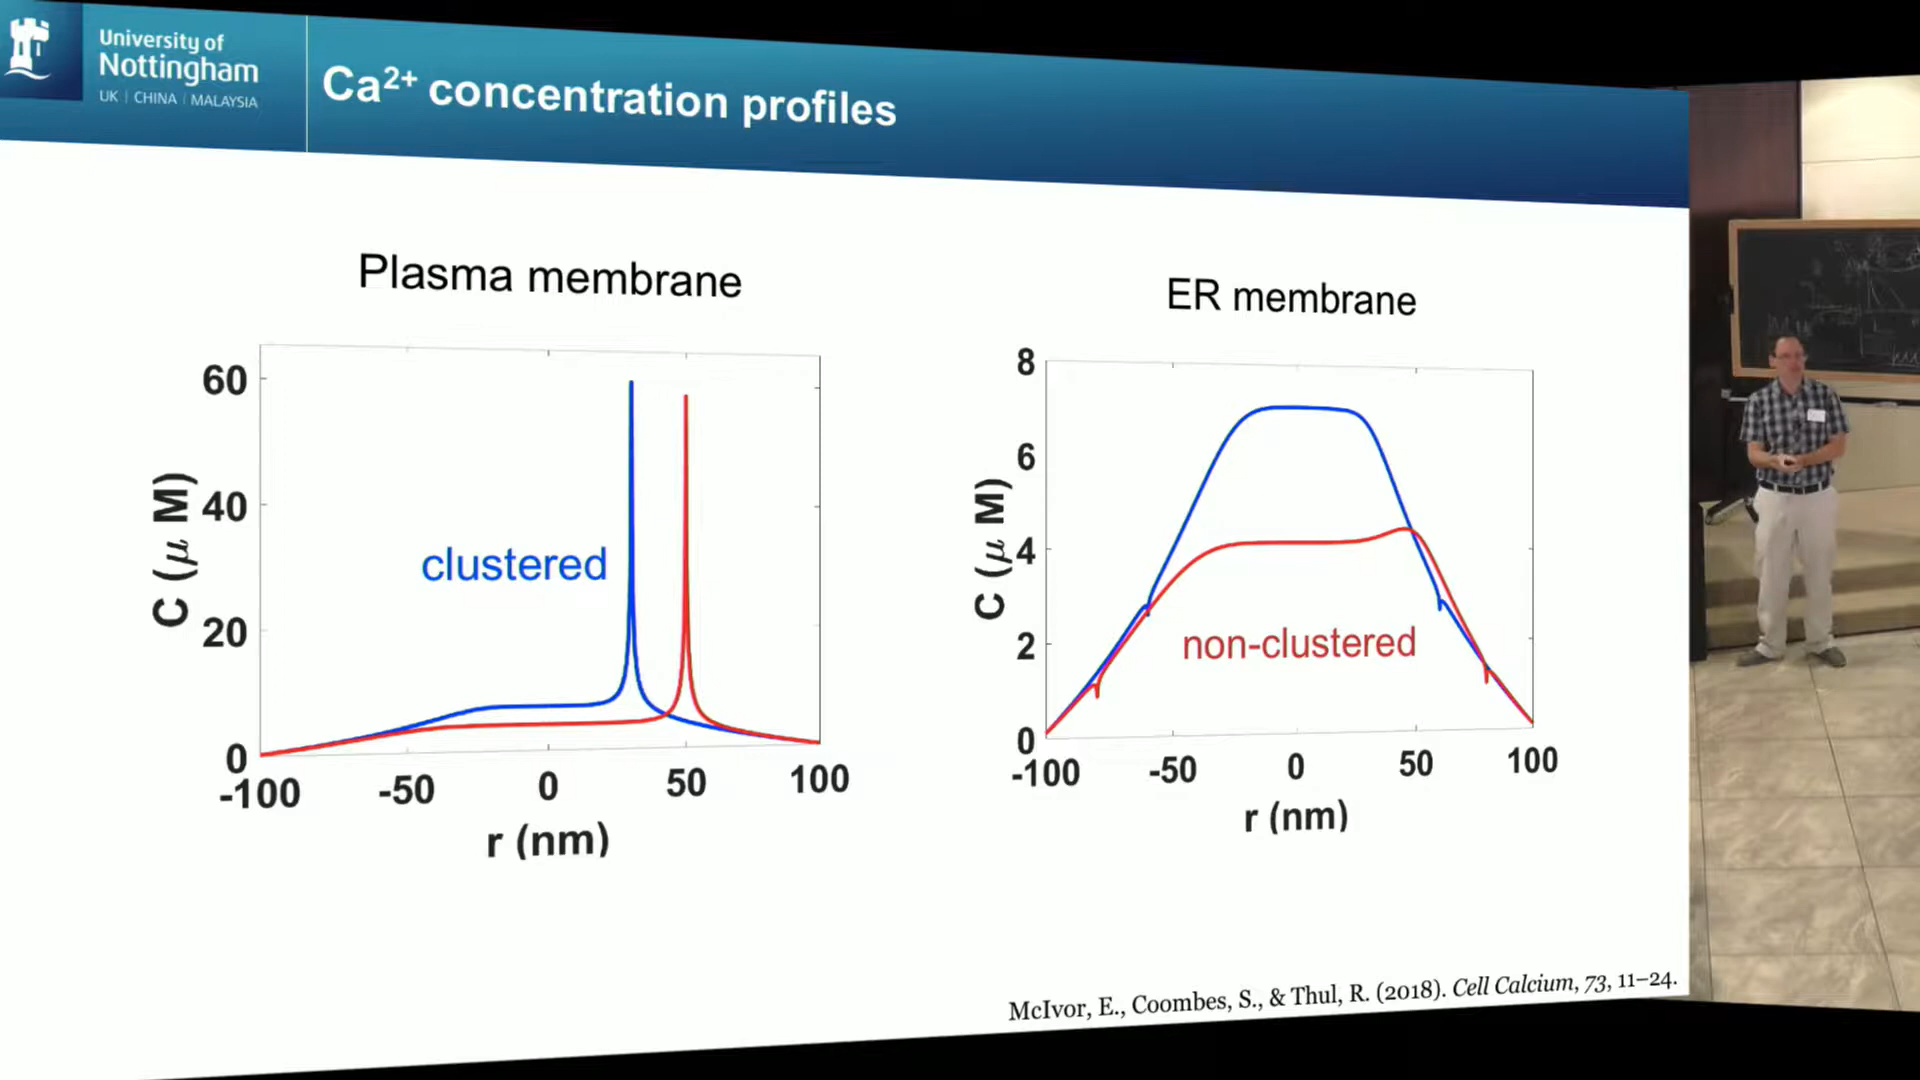 University of
Nottingham
UK | CHINA | MALAYSIA
Ca²⁺ concentration profiles
Plasma membrane
60
40
20
0
C (μ M)
clustered
-100 -50 0 50 100
r (nm)
ER membrane
8
6
4
2
0
C (μ M)
non-clustered
-100 -50 0 50 100
r (nm)
McIvor, E., Coombes, S., & Thul, R. (2018). Cell Calcium, 73, 11–24.